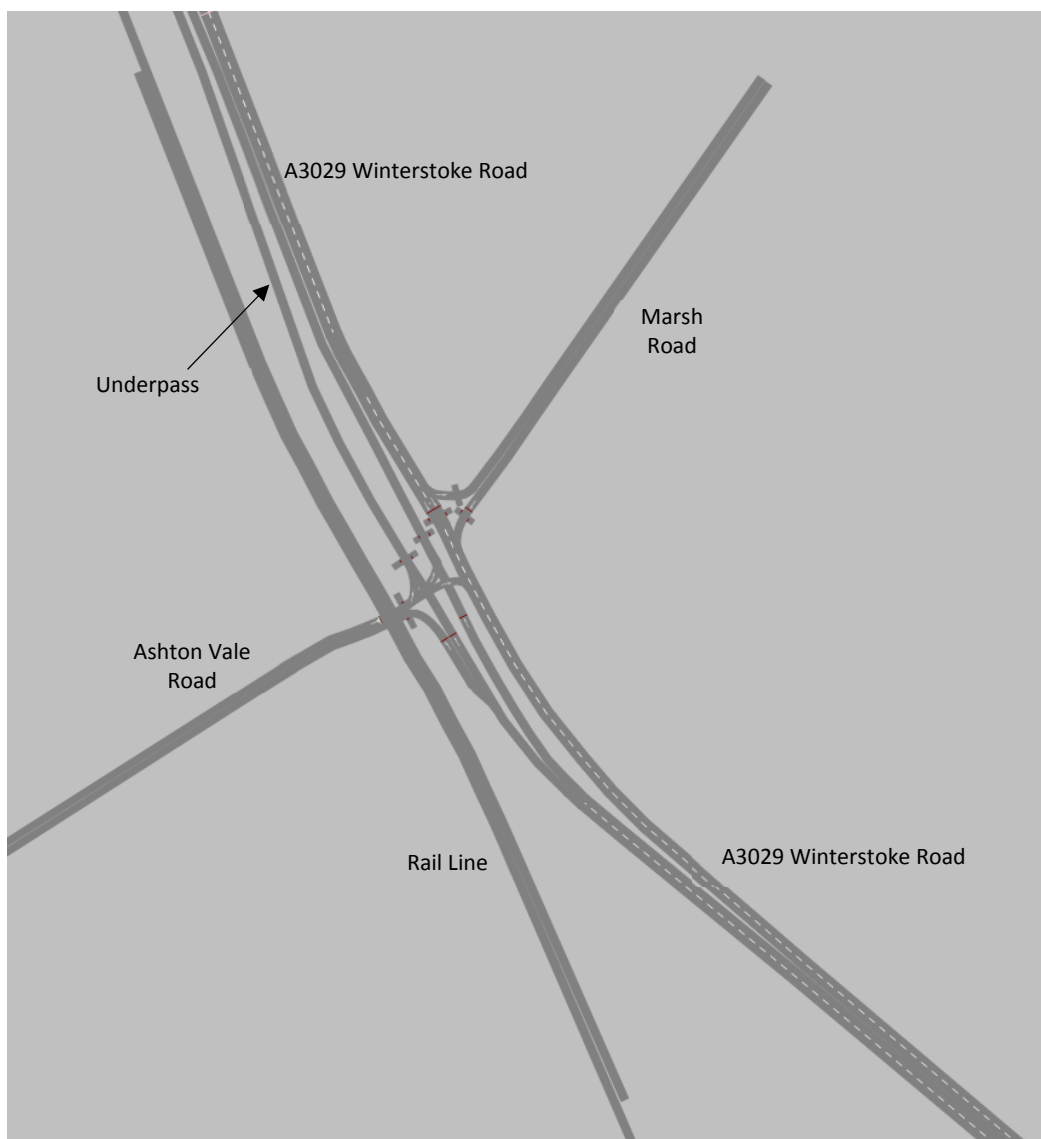 A3029 Winterstoke Road
Marsh
Road
Underpass
Ashton Vale
Road
Rail Line
A3029 Winterstoke Road